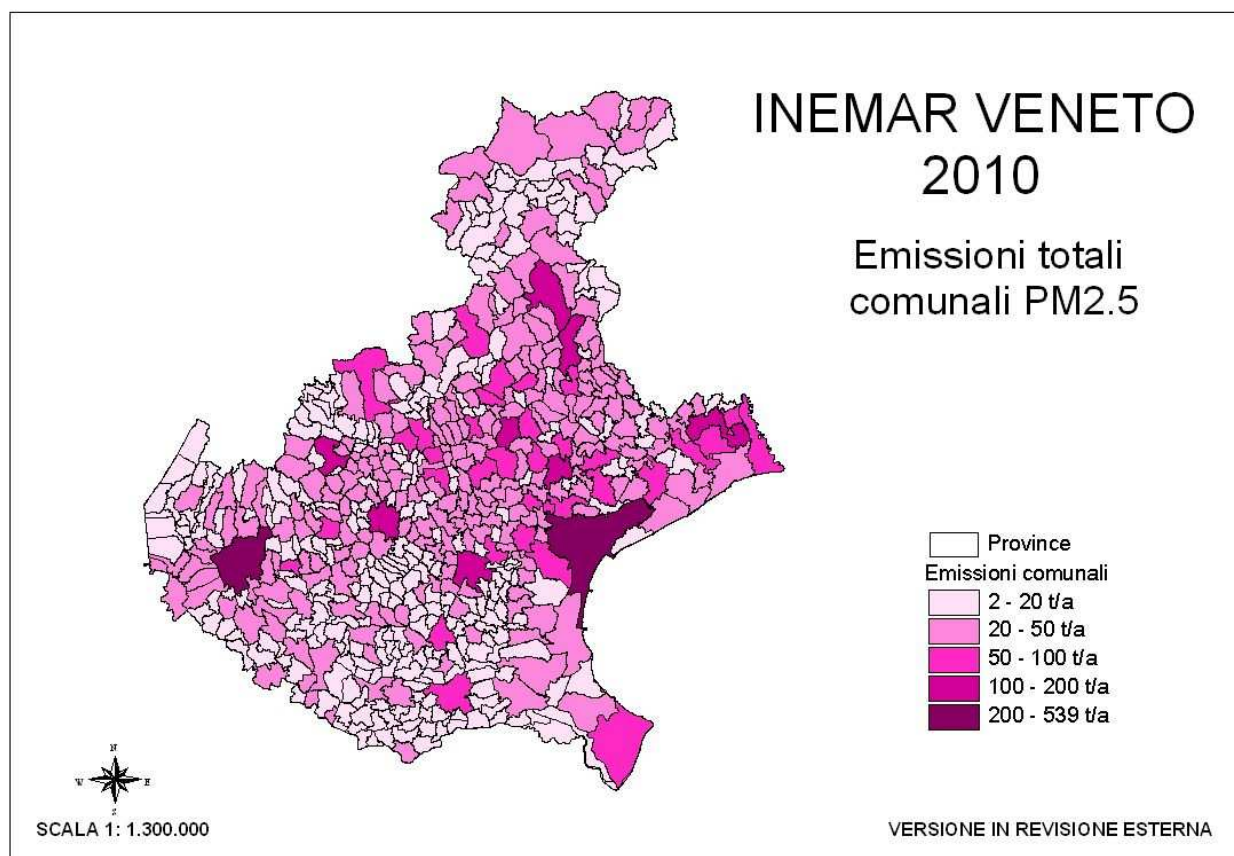 INEMAR VENETO
2010
Emissioni totali
comunali PM2.5
Province
Emissioni comunali
2 - 20 t/a
20 - 50 t/a
50 - 100 t/a
100 - 200 t/a
200 - 539 t/a
N
W E
S
SCALA 1: 1.300.000
VERSIONE IN REVISIONE ESTERNA